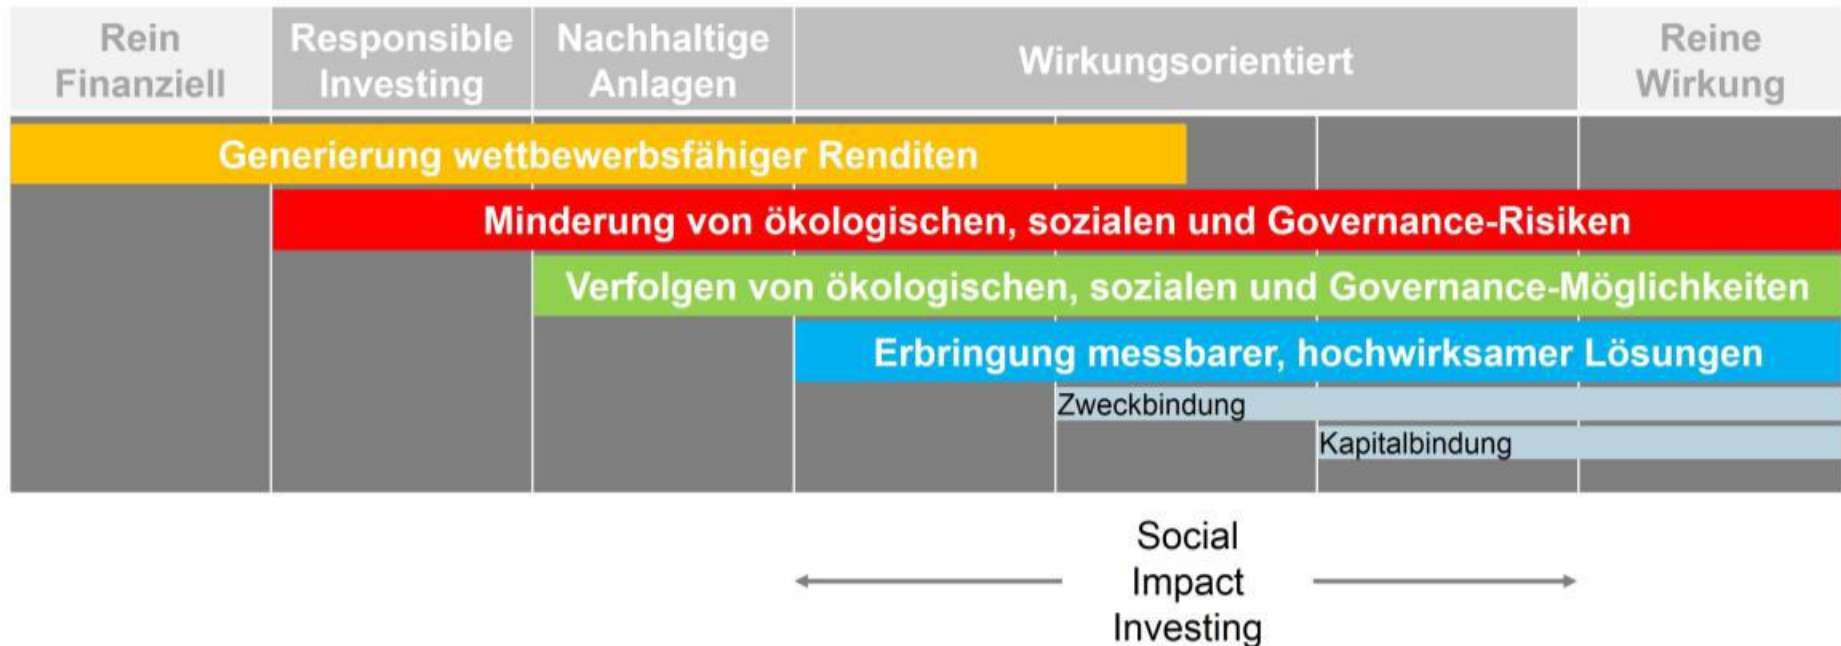 Rein
Finanziell
Responsible
Investing
Nachhaltige
Anlagen
Wirkungsorientiert
Reine
Wirkung
Generierung wettbewerbsfähiger Renditen
Minderung von ökologischen, sozialen und Governance-Risiken
Verfolgen von ökologischen, sozialen und Governance-Möglichkeiten
Erbringung messbarer, hochwirksamer Lösungen
Zweckbindung
Kapitalbindung
Social
Impact
Investing